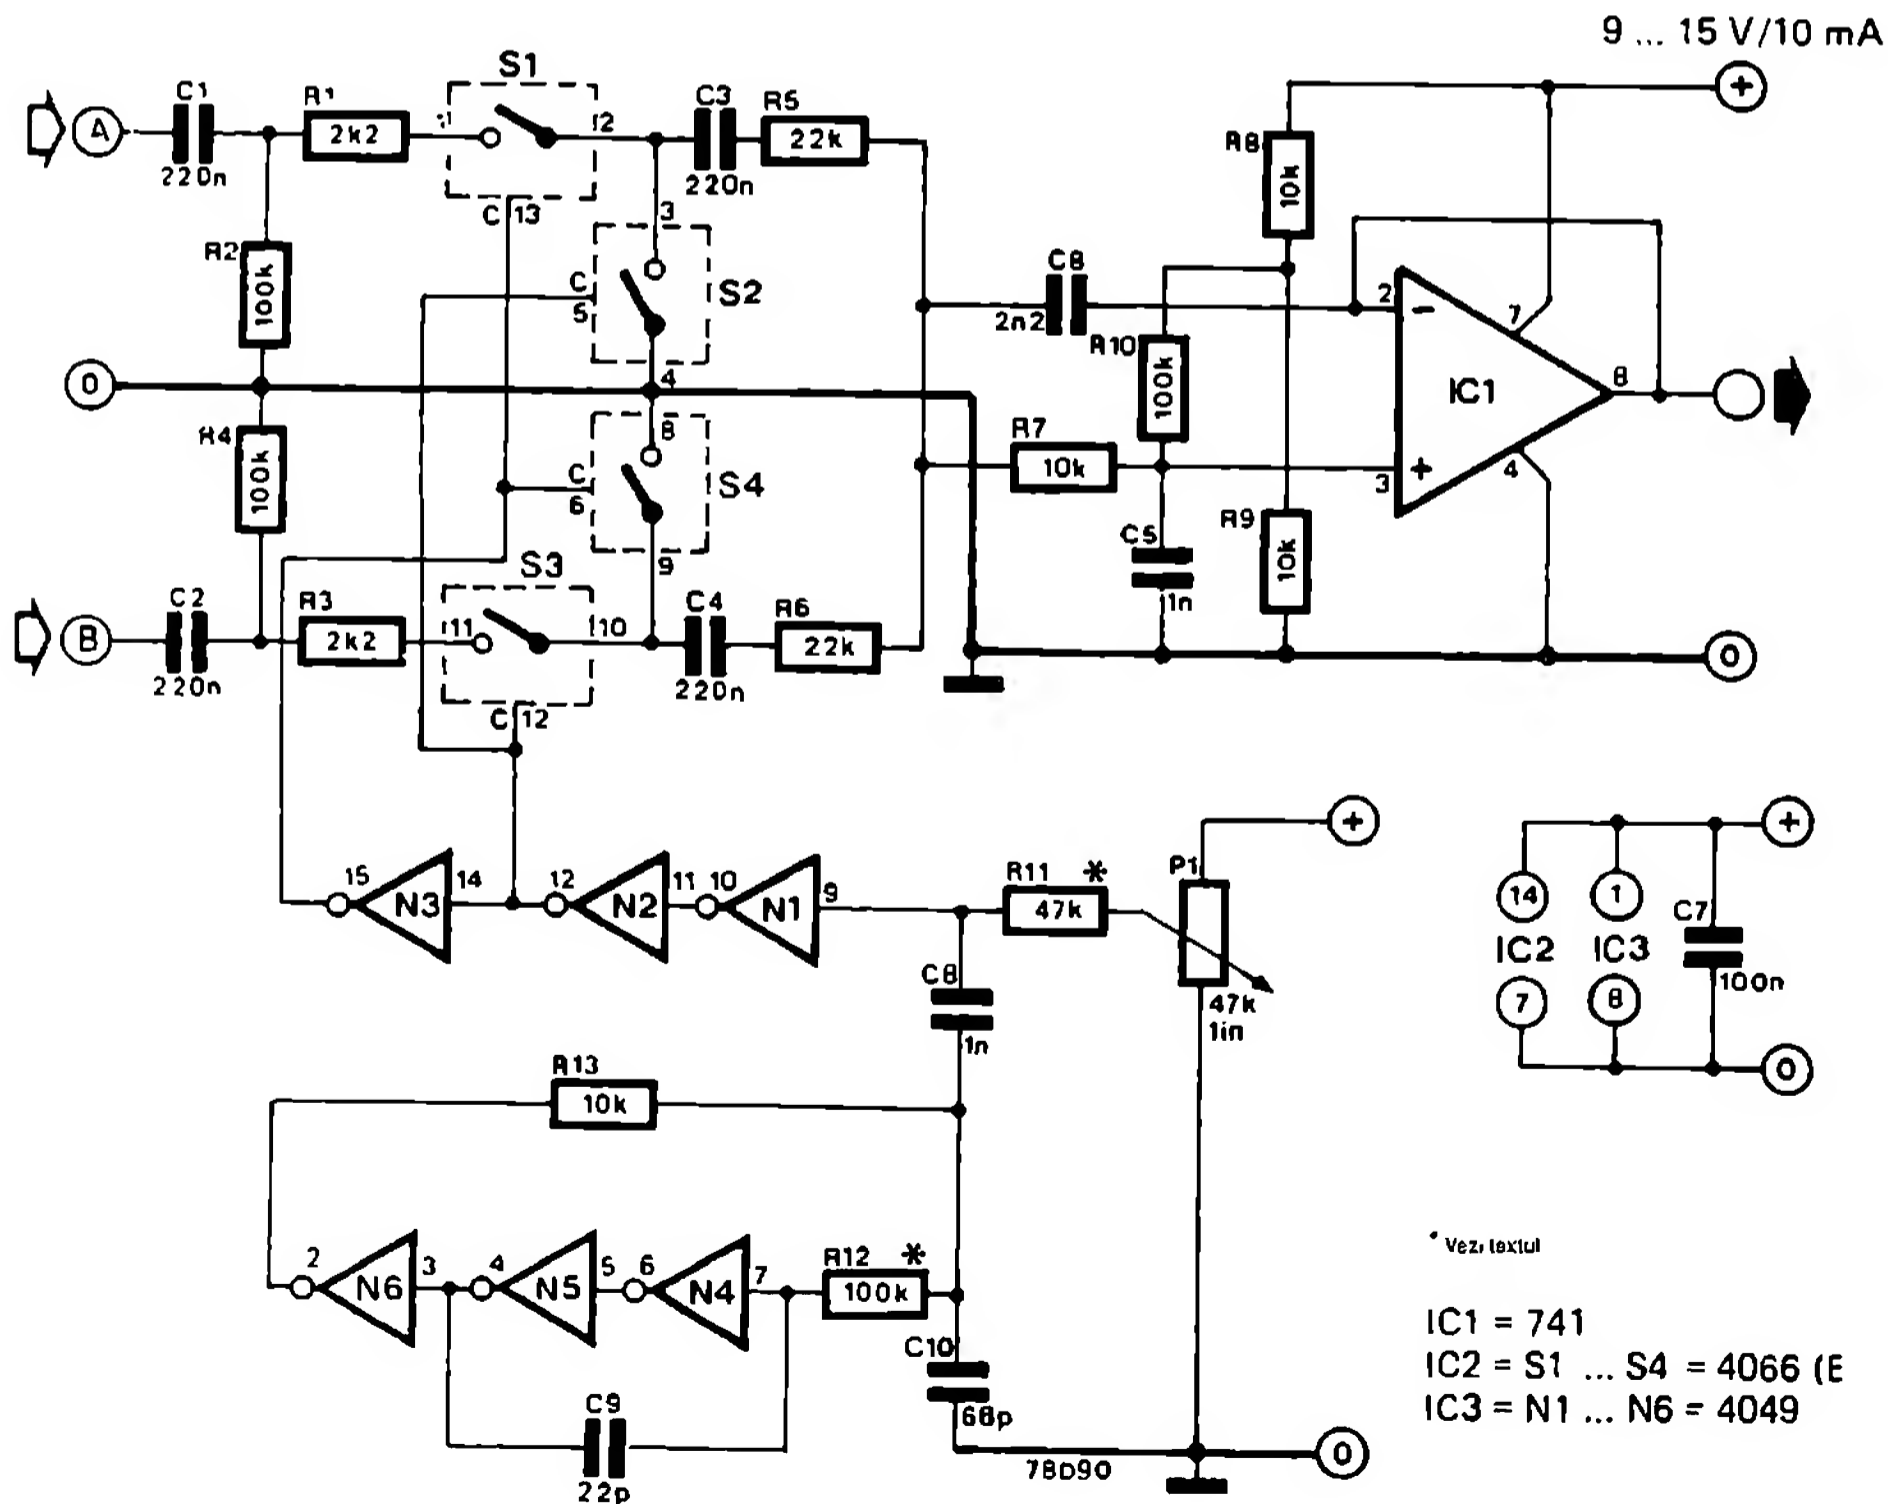 9 ... 15 V/10 mA
S1
C1
R1
C3
R5
A
1
2k2
2
22k
+
220n
220n
R8
10k
C
13
3
R2
100k
C
5
S2
C8
2
-
7
2n2
R10
100k
IC1
6
0
4
R4
100k
8
R7
10k
+
3
4
C
6
S4
R9
10k
C5
1n
9
S3
C2
R3
C4
R6
B
2k2
11
10
22k
0
220n
220n
C
12
+
+
P1
R11
*
15
14
12
11
10
9
47k
N3
N2
N1
14
1
C7
IC2
IC3
100n
C8
1n
47k
1in
7
8
R13
10k
0
* Vezi textul
2
3
4
5
6
7
R12
*
100k
N6
N5
N4
IC1 = 741
C10
68p
IC2 = S1 ... S4 = 4066 (E
C9
22p
IC3 = N1 ... N6 = 4049
78090
0